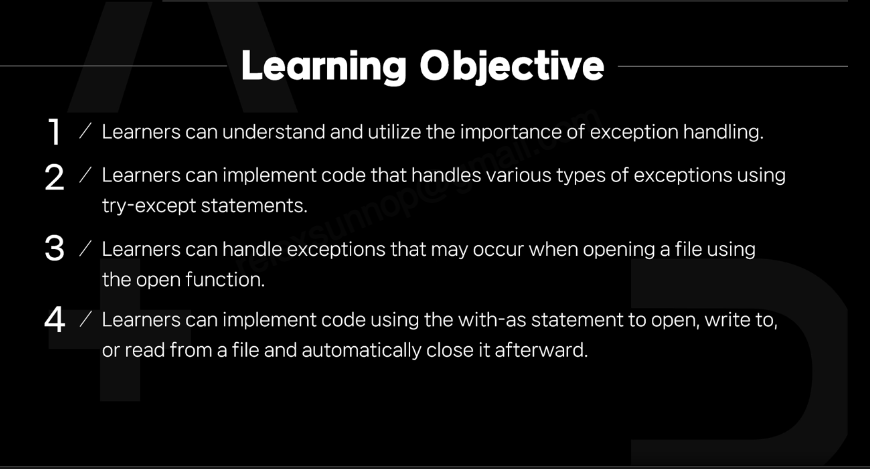 Learning Objective
1 / Learners can understand and utilize the importance of exception handling.
2 / Learners can implement code that handles various types of exceptions using
try-except statements.
3 / Learners can handle exceptions that may occur when opening a file using
the open function.
4 / Learners can implement code using the with-as statement to open, write to,
or read from a file and automatically close it afterward.